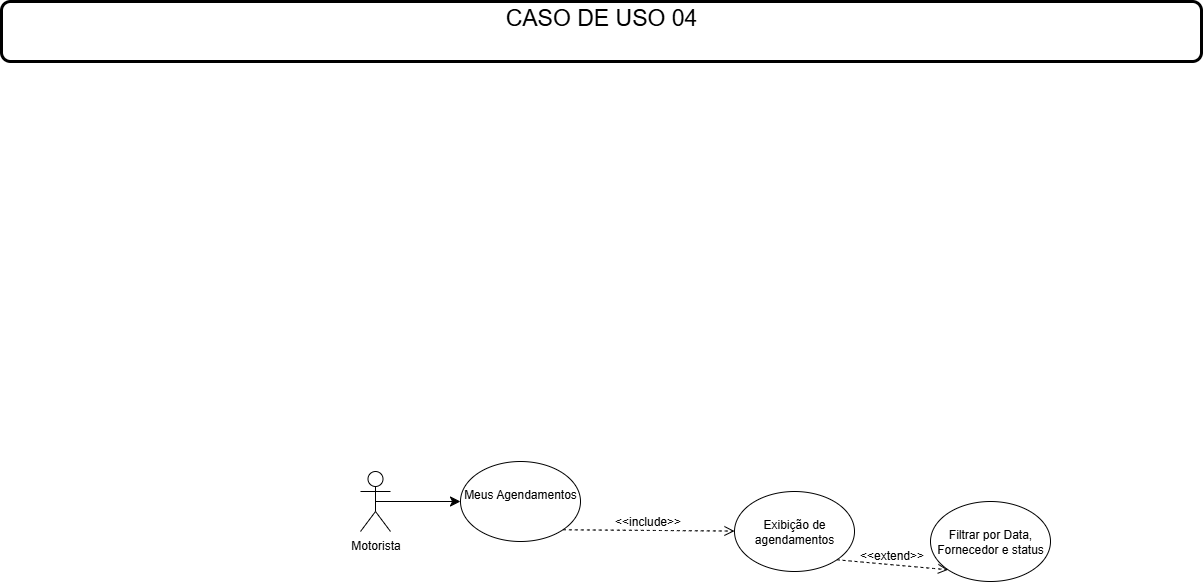 CASO DE USO 04
Meus Agendamentos
<<include>>
Exibição de
agendamentos
Filtrar por Data,
Fornecedor e status
<<extend>>
Motorista